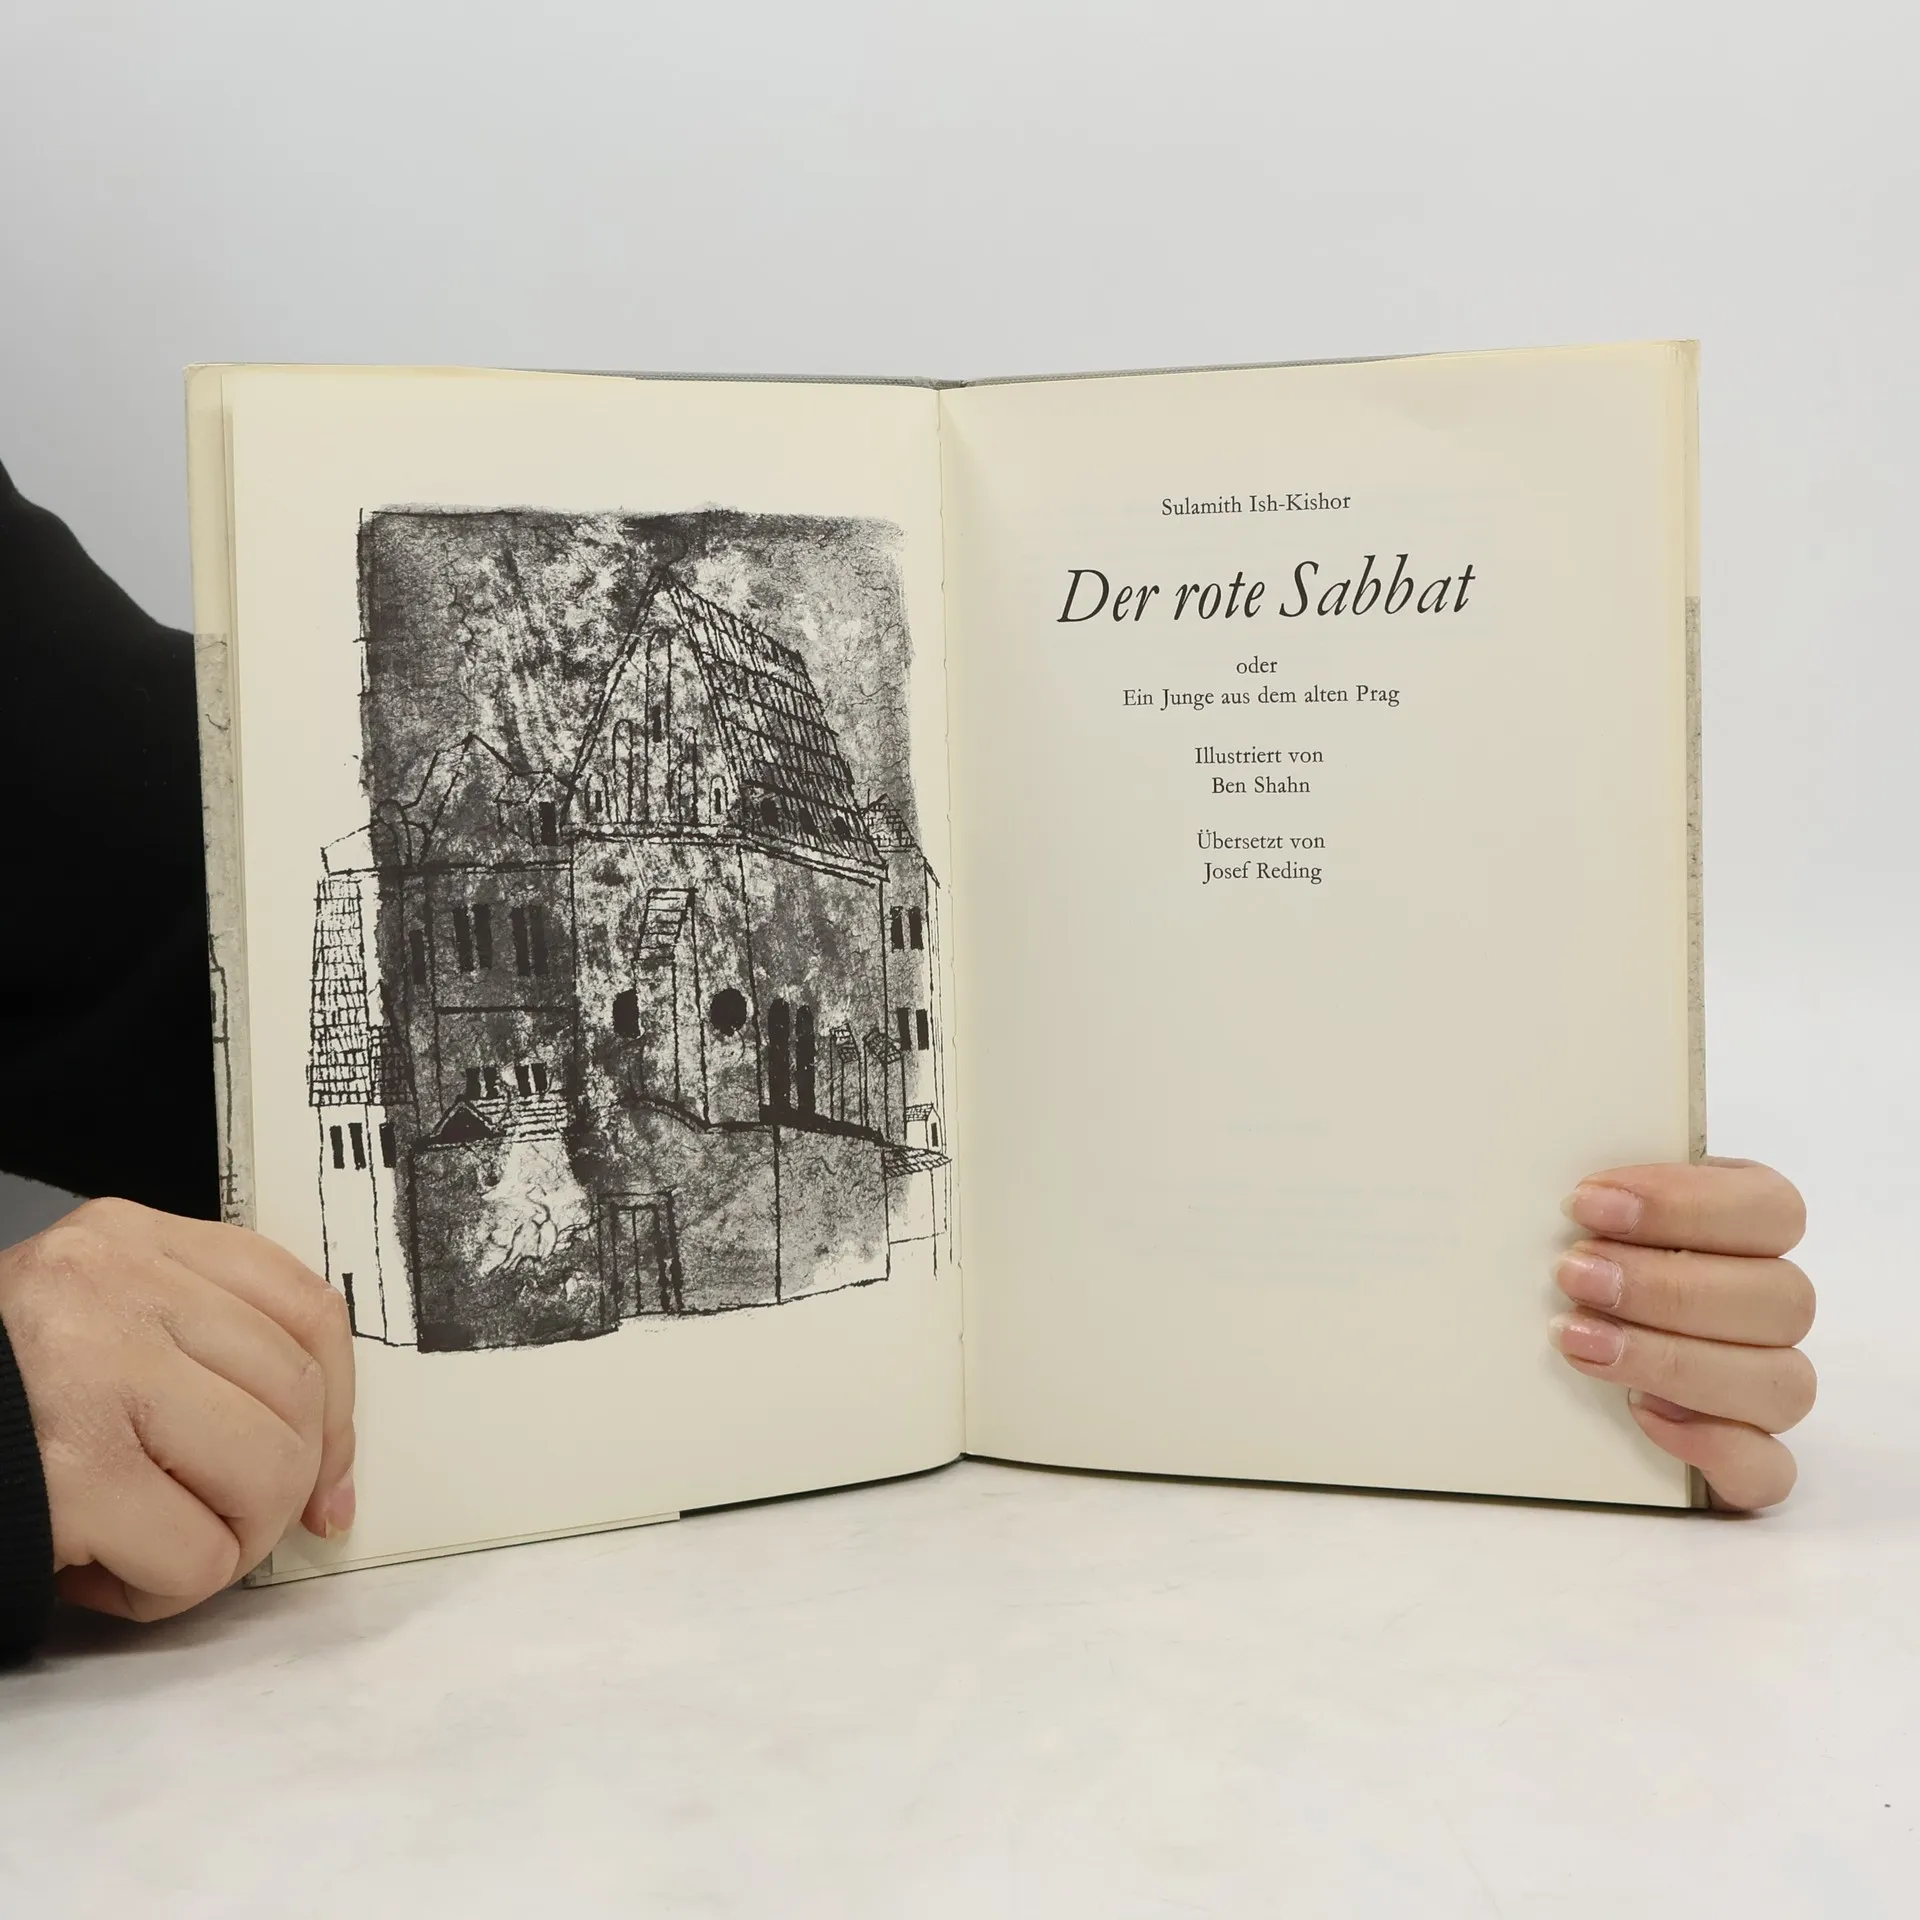 Sulamith Ish-Kishor
Der rote Sabbat
oder
Ein Junge aus dem alten Prag
Illustriert von
Ben Shahn
Übersetzt von
Josef Reding